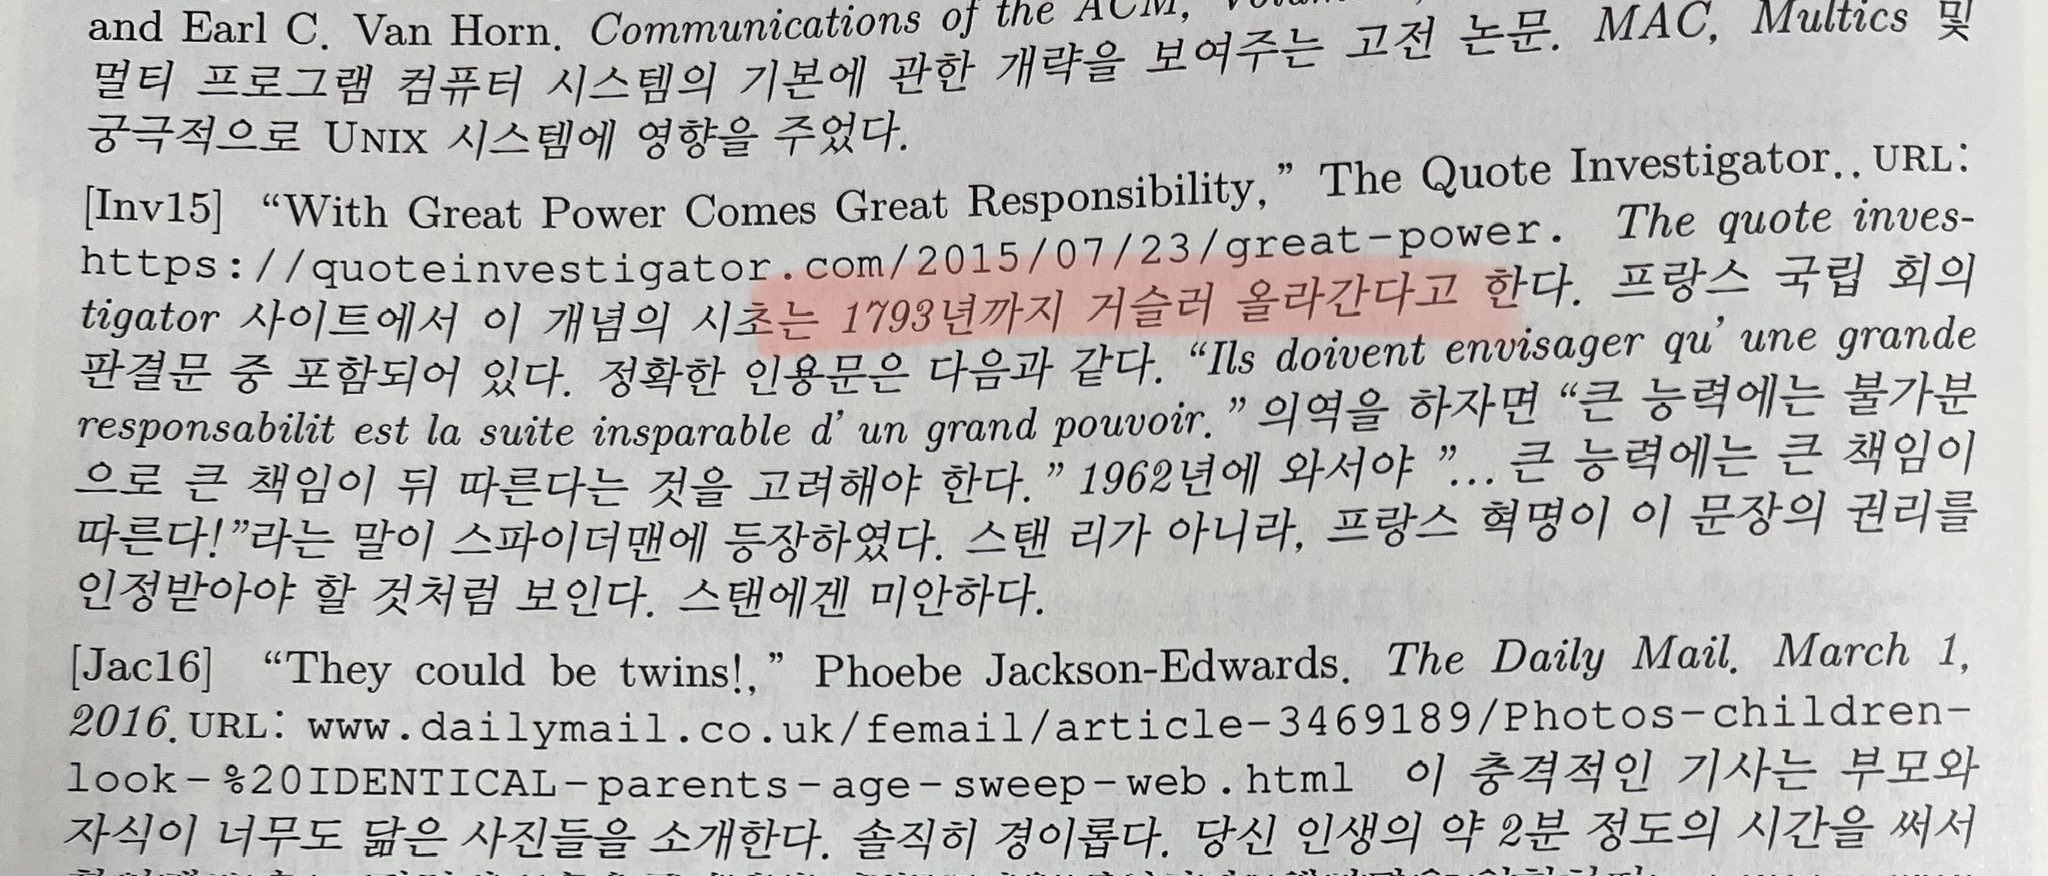 and Earl C. Van Horn. Communications of the ACM,
멀티 프로그램 컴퓨터 시스템의 기본에 관한 개략을 보여주는 고전 논문. MAC, Multics 및
궁극적으로 UNIX 시스템에 영향을 주었다.
[Inv15] “With Great Power Comes Great Responsibility,” The Quote Investigator.. URL:
https://quoteinvestigator.com/2015/07/23/great-power. The quote inves-
tigator 사이트에서 이 개념의 시초는 1793년까지 거슬러 올라간다고 한다. 프랑스 국립 회의
판결문 중 포함되어 있다. 정확한 인용문은 다음과 같다. “Ils doivent envisager qu’ une grande
responsabilit est la suite insparable d’ un grand pouvoir.” 의역을 하자면 “큰 능력에는 불가분
으로 큰 책임이 뒤 따른다는 것을 고려해야 한다.” 1962년에 와서야 ”...큰 능력에는 큰 책임이
따른다!”라는 말이 스파이더맨에 등장하였다. 스탠 리가 아니라, 프랑스 혁명이 이 문장의 권리를
인정받아야 할 것처럼 보인다. 스탠에겐 미안하다.
[Jac16] “They could be twins!,” Phoebe Jackson-Edwards. The Daily Mail. March 1,
2016. URL: www.dailymail.co.uk/femail/article-3469189/Photos-children-
look-%20IDENTICAL-parents-age-sweep-web.html 이 충격적인 기사는 부모와
자식이 너무도 닮은 사진들을 소개한다. 솔직히 경이롭다. 당신 인생의 약 2분 정도의 시간을 써서